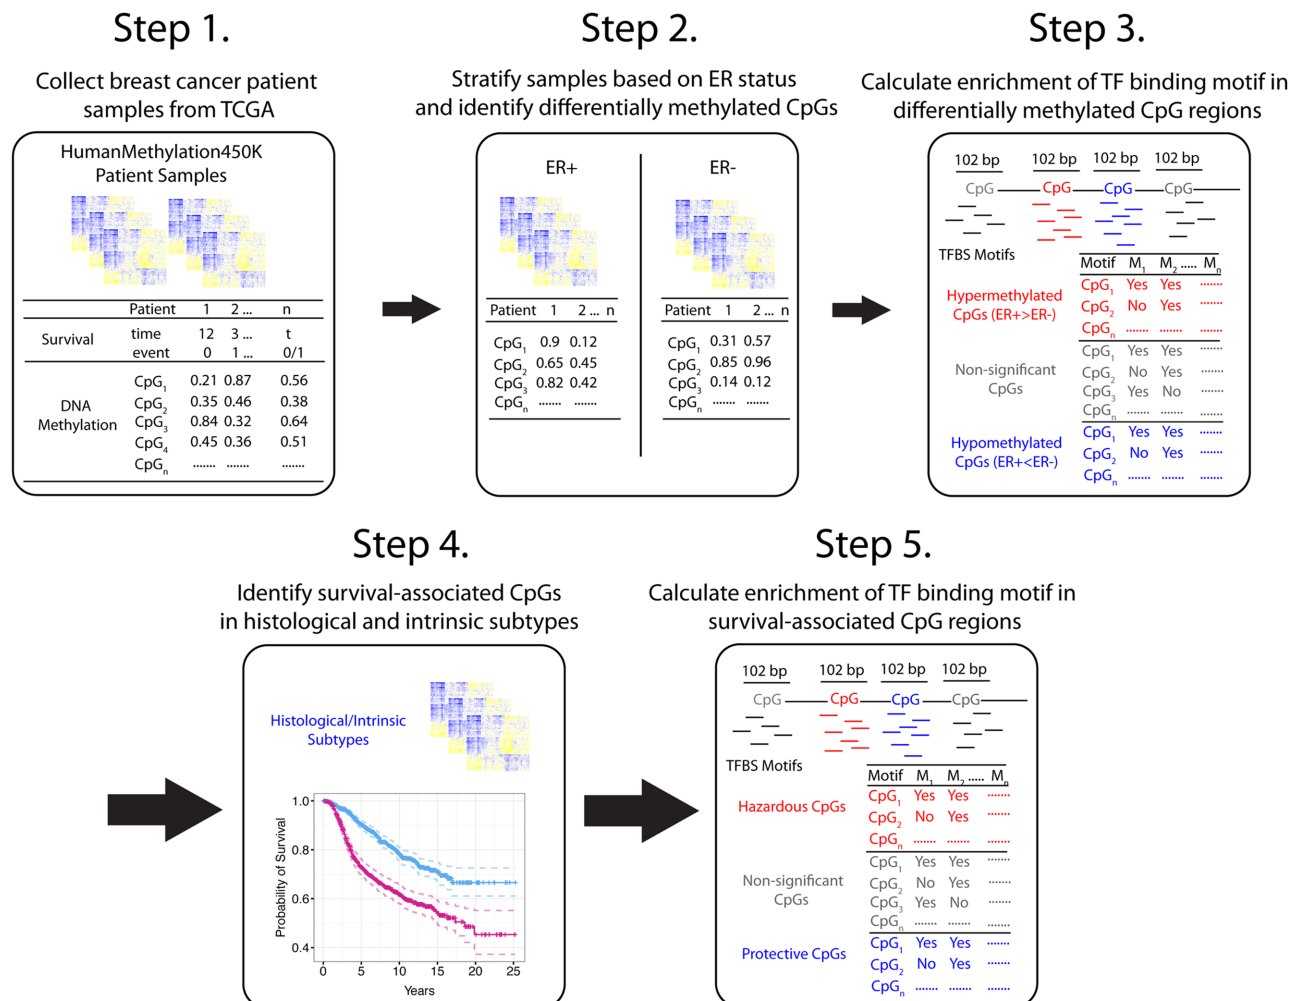 Step 1.
Collect breast cancer patient
samples from TCGA
HumanMethylation450K
Patient Samples
Patient 1 2 ... n
Survival
time 12 3 ... t
event 0 1 ... 0/1
DNA
Methylation
CpG1 0.21 0.87 0.56
CpG2 0.35 0.46 0.38
CpG3 0.84 0.32 0.64
CpG4 0.45 0.36 0.51
CpGn ....... ....... .......
Step 2.
Stratify samples based on ER status
and identify differentially methylated CpGs
ER+
Patient 1 2 ... n
CpG1 0.9 0.12
CpG2 0.65 0.45
CpG3 0.82 0.42
CpGn ....... .......
ER-
Patient 1 2 ... n
CpG1 0.31 0.57
CpG2 0.85 0.96
CpG3 0.14 0.12
CpGn ....... .......
Step 3.
Calculate enrichment of TF binding motif in
differentially methylated CpG regions
102 bp 102 bp 102 bp 102 bp
CpG CpG CpG CpG
TFBS Motifs
Motif M1 M2 ..... Mn
Hypermethylated
CpGs (ER+>ER-)
CpG1 Yes Yes .......
CpG2 No Yes .......
CpGn ....... ....... .......
Non-significant
CpGs
CpG1 Yes Yes .......
CpG2 No Yes .......
CpG3 Yes No .......
CpGn ....... ....... .......
Hypomethylated
CpGs (ER+<ER-)
CpG1 Yes Yes .......
CpG2 No Yes .......
CpGn ....... ....... .......
Step 4.
Identify survival-associated CpGs
in histological and intrinsic subtypes
Histological/Intrinsic
Subtypes
Probability of Survival
1.0
0.8
0.6
0.4
0 5 10 15 20 25
Years
Step 5.
Calculate enrichment of TF binding motif in
survival-associated CpG regions
102 bp 102 bp 102 bp 102 bp
CpG CpG CpG CpG
TFBS Motifs
Motif M1 M2 ..... Mn
Hazardous CpGs
CpG1 Yes Yes .......
CpG2 No Yes .......
CpGn ....... ....... .......
Non-significant
CpGs
CpG1 Yes Yes .......
CpG2 No Yes .......
CpG3 Yes No .......
CpGn ....... ....... .......
Protective CpGs
CpG1 Yes Yes .......
CpG2 No Yes .......
CpGn ....... ....... .......